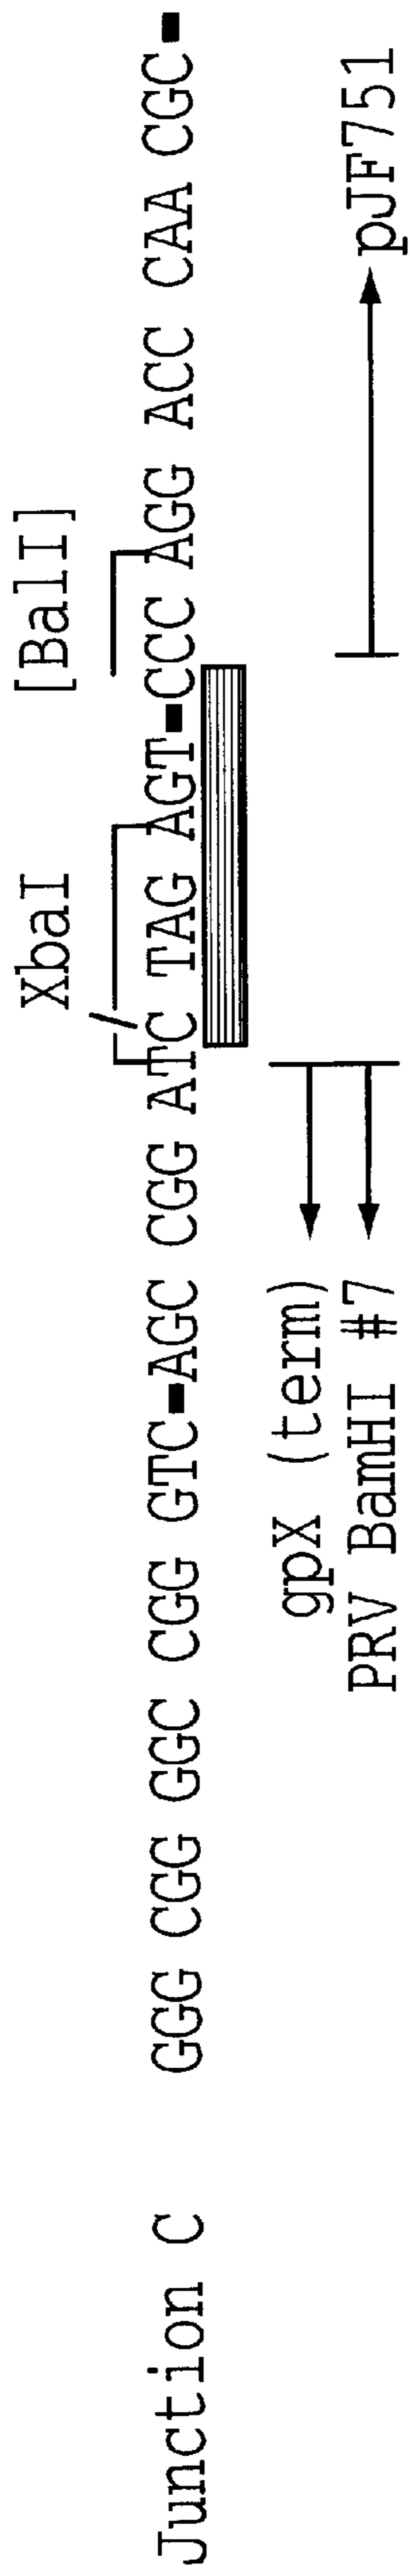 XbaI [BalI]
Junction C GGG CGG GGC CGG GTC-AGC CGG ATC TAG AGT-CCC AGG ACC CAA CGC-
gpX (term)
PRV BamHI #7 pJF751